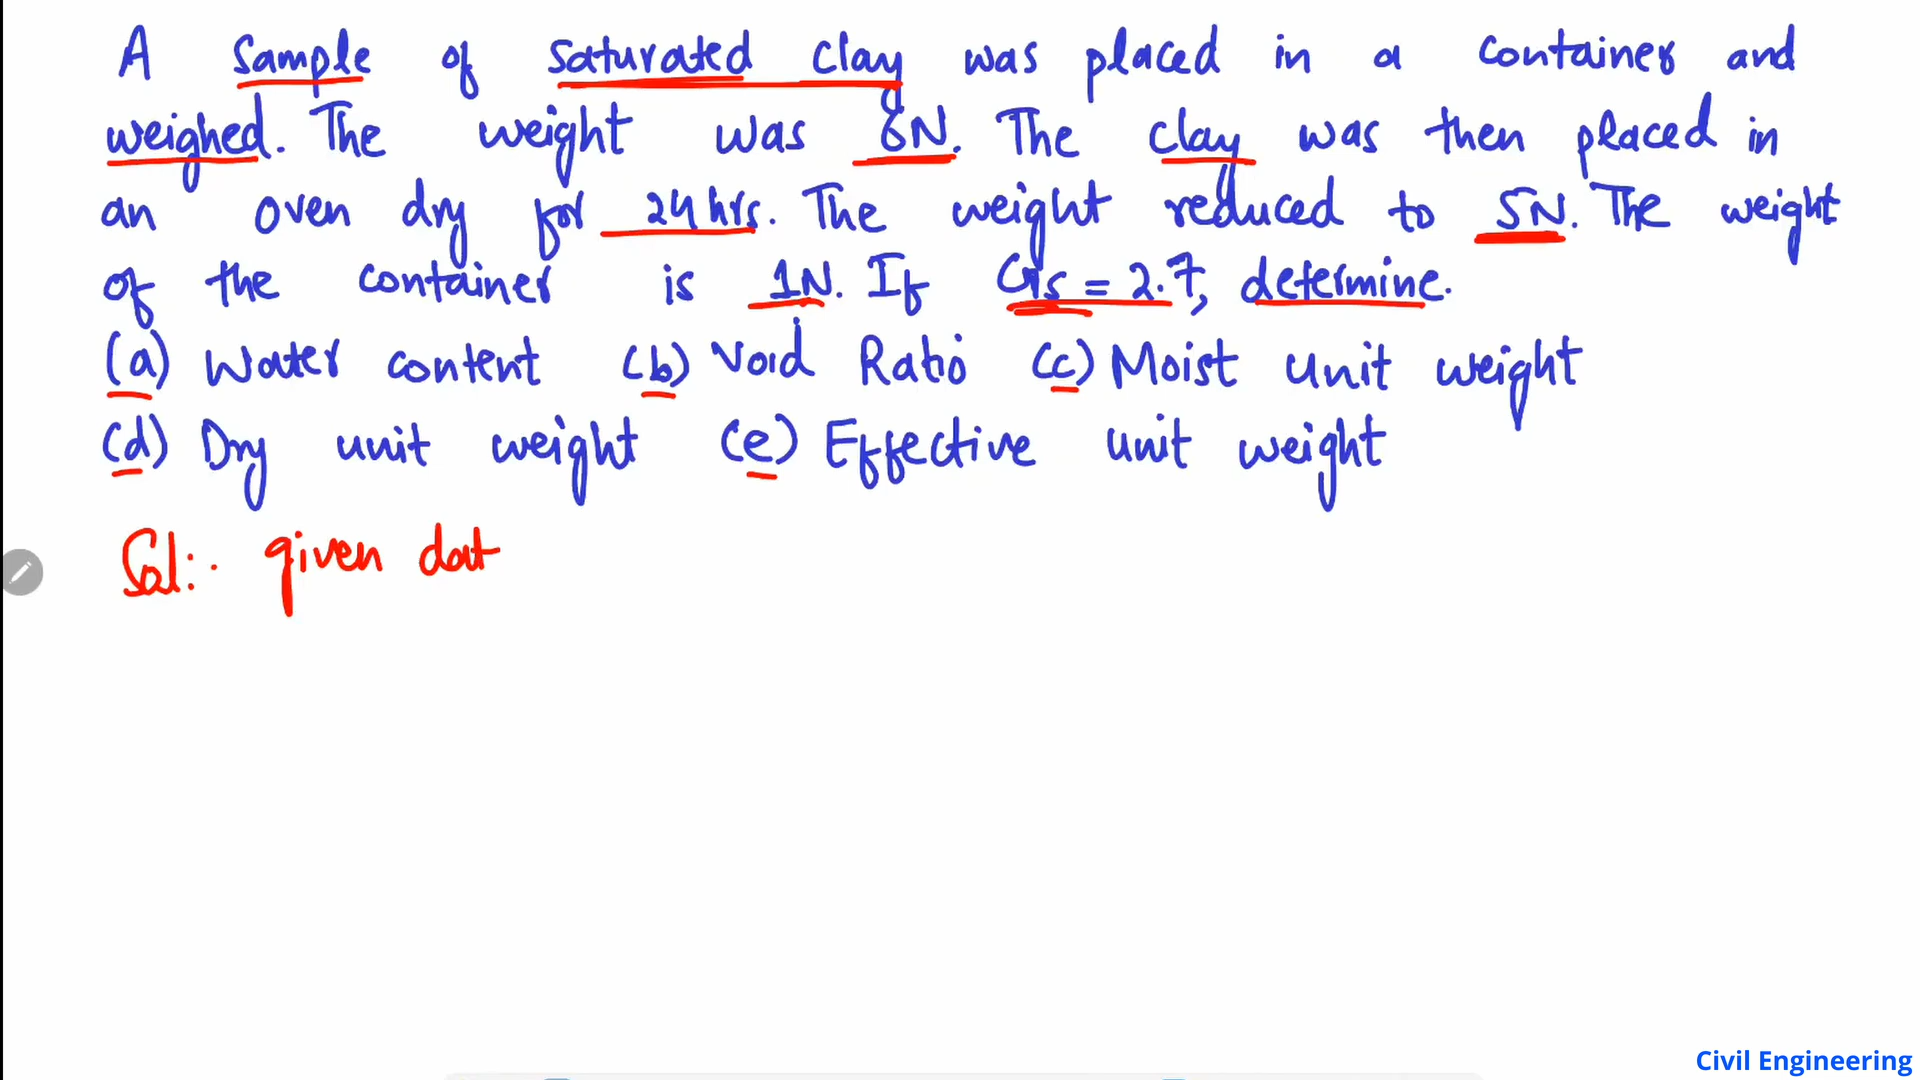 A sample of saturated clay was placed in a container and
weighed. The weight was 6N. The clay was then placed in
an oven dry for 24 hrs. The weight reduced to 5N. The weight
of the container is 1N. If Gs = 2.7, determine.
(a) Water content (b) Void Ratio (c) Moist unit weight
(d) Dry unit weight (e) Effective unit weight
Sol:. given dat
Civil Engineering